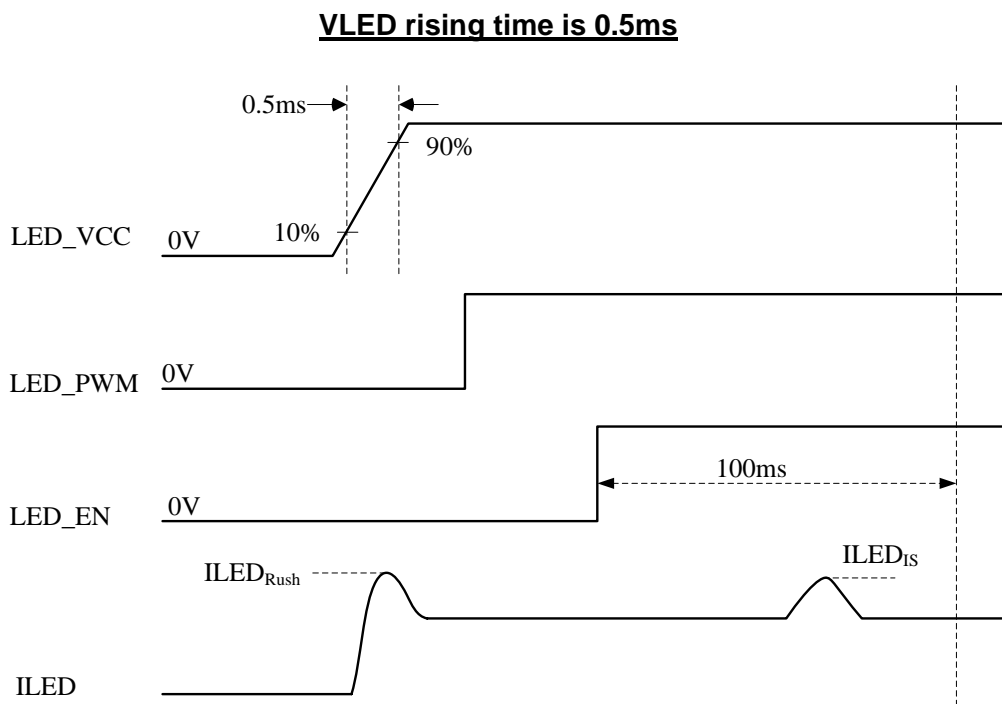 VLED rising time is 0.5ms
0.5ms
90%
10%
LED_VCC
0V
LED_PWM
0V
100ms
LED_EN
0V
ILEDRush
ILEDIS
ILED